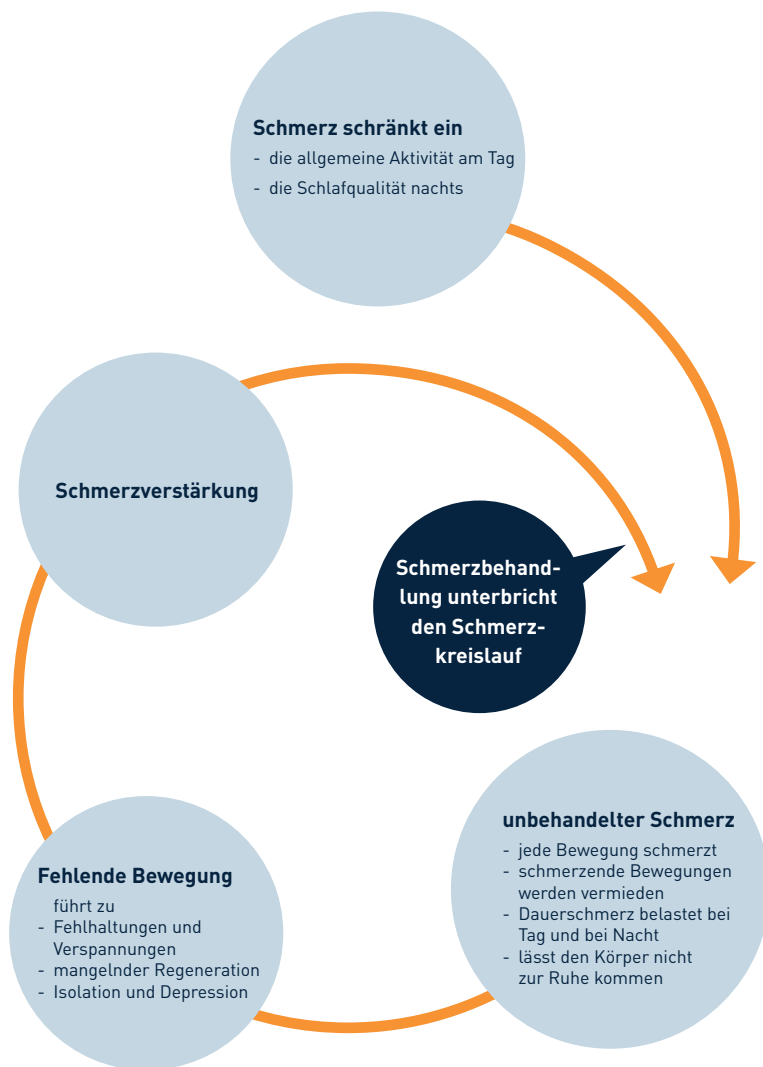 Schmerz schränkt ein
- die allgemeine Aktivität am Tag
- die Schlafqualität nachts
Schmerzverstärkung
Schmerzbehand-
lung unterbricht
den Schmerz-
kreislauf
unbehandelter Schmerz
- jede Bewegung schmerzt
- schmerzende Bewegungen
werden vermieden
- Dauerschmerz belastet bei
Tag und bei Nacht
- lässt den Körper nicht
zur Ruhe kommen
Fehlende Bewegung
führt zu
- Fehlhaltungen und
Verspannungen
- mangelnder Regeneration
- Isolation und Depression